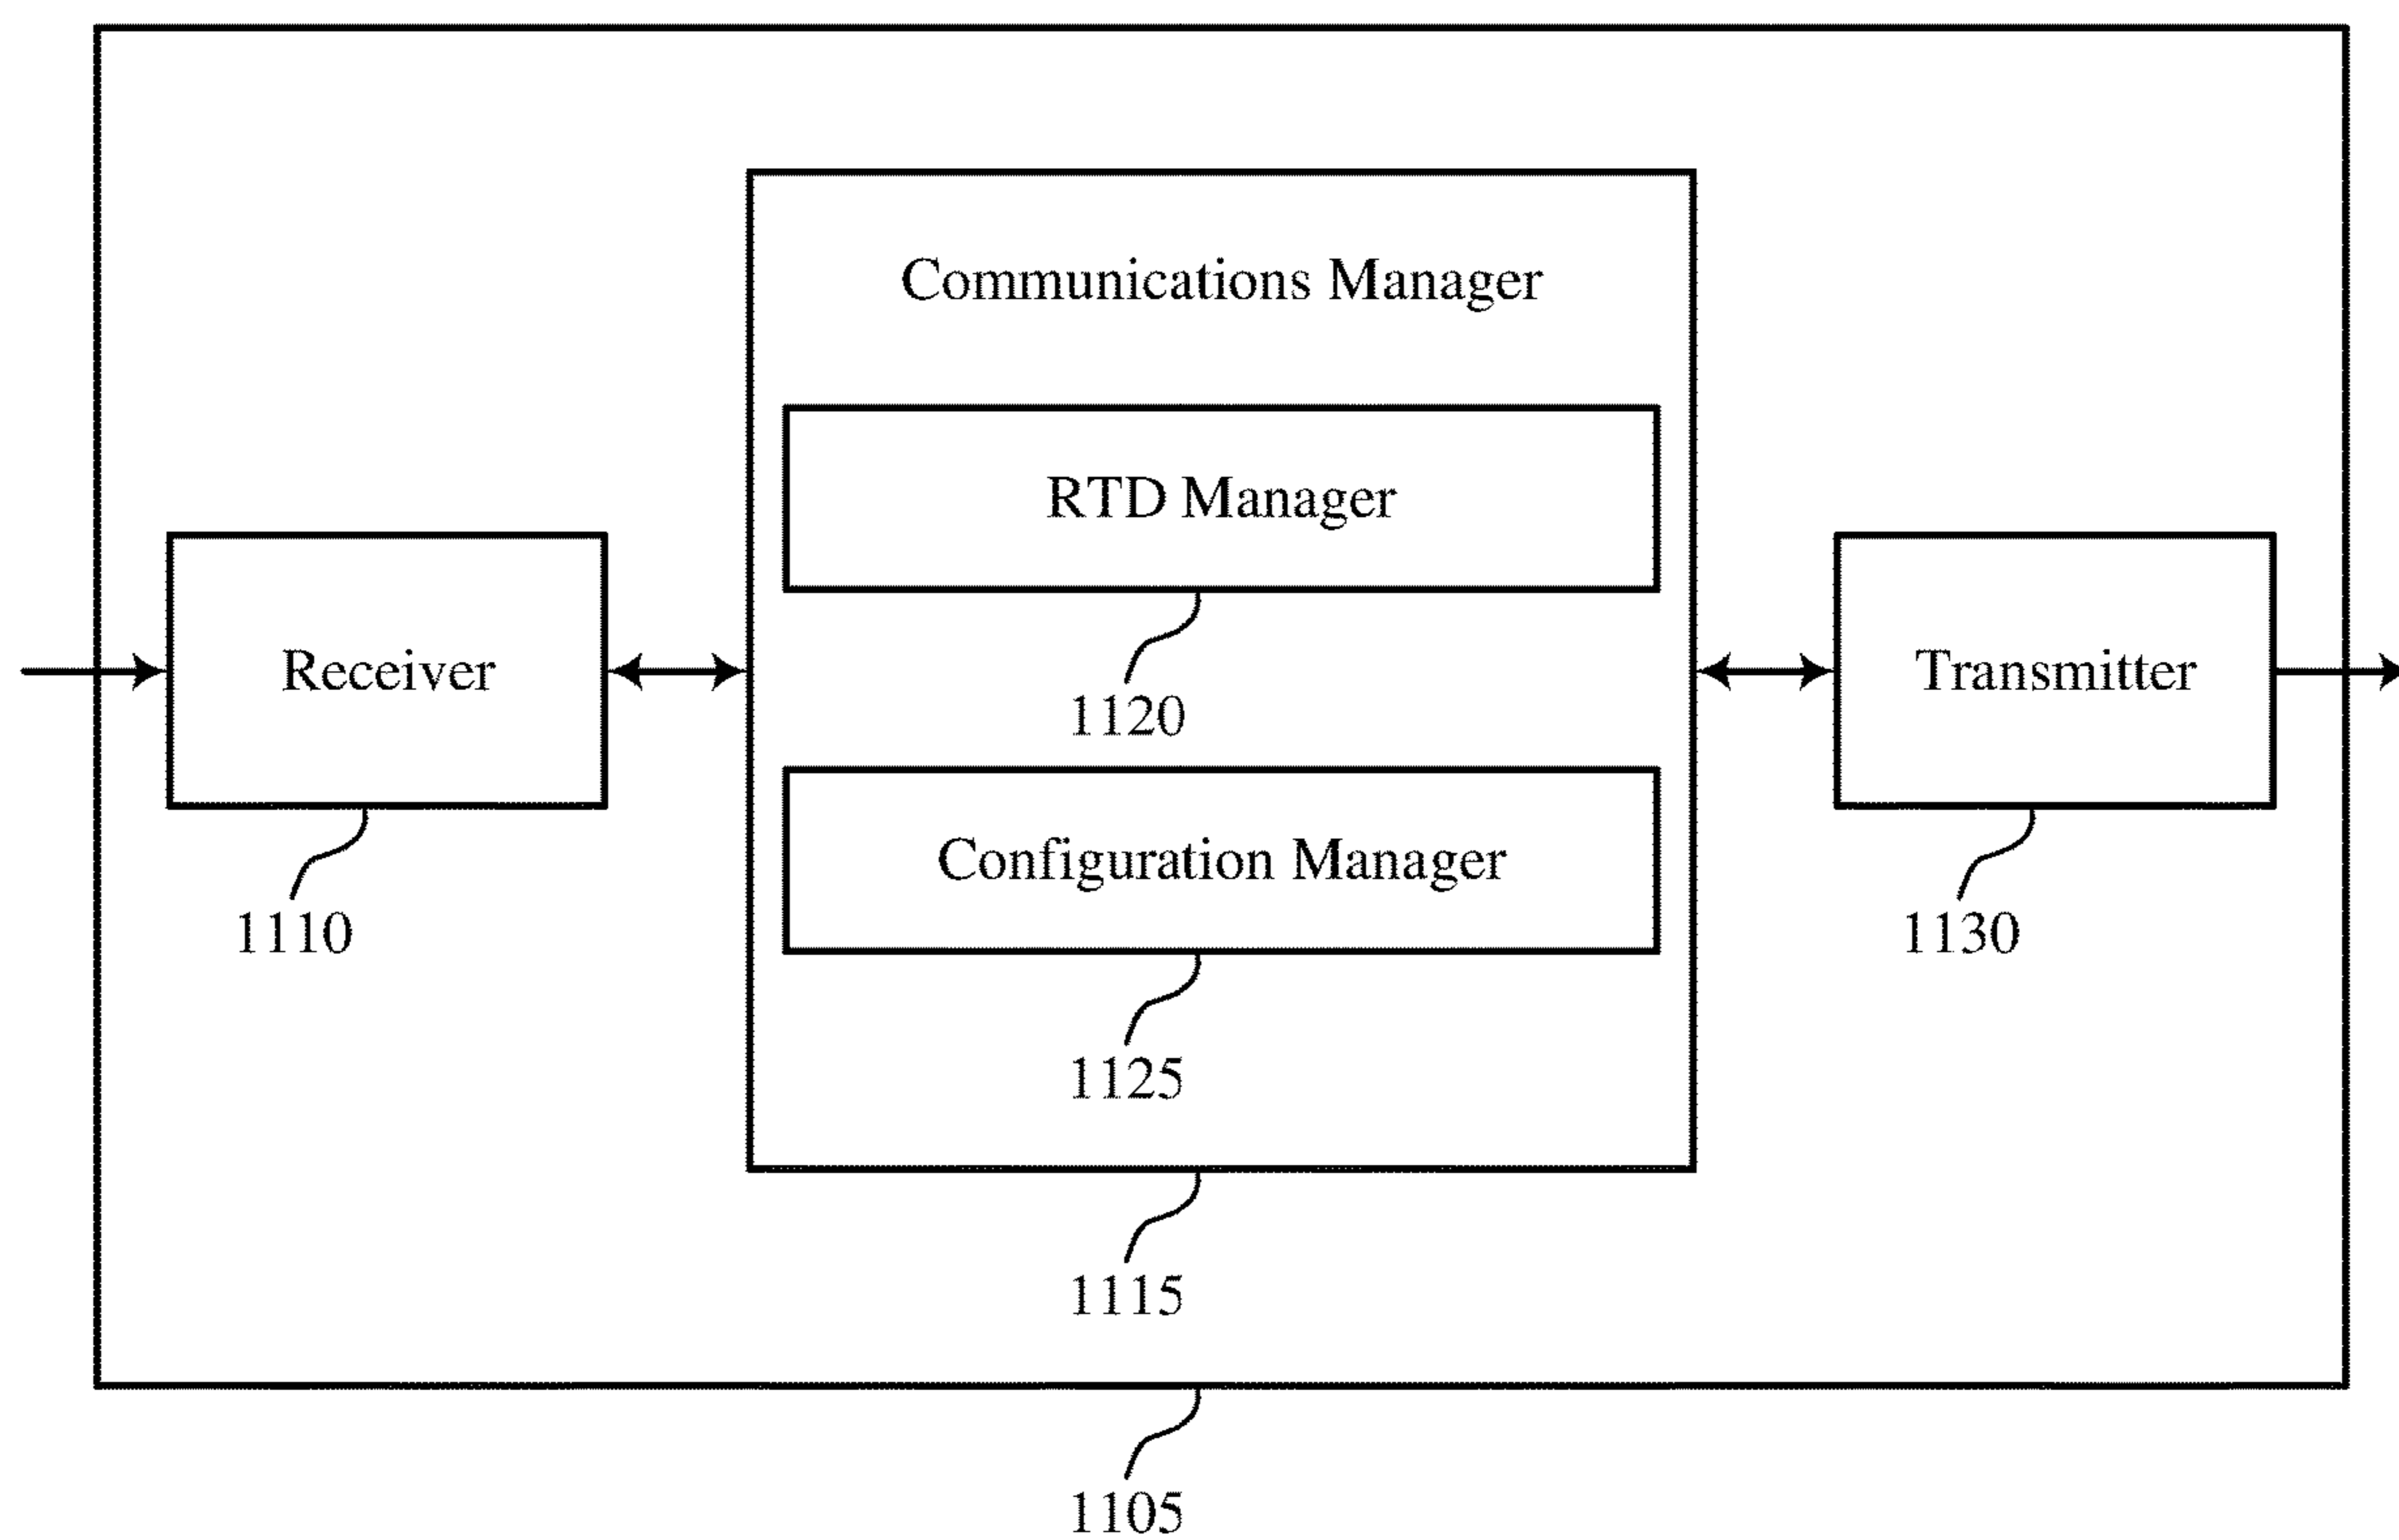 Communications Manager
RTD Manager
Receiver
Transmitter
1120
Configuration Manager
1110
1130
1125
1115
1105